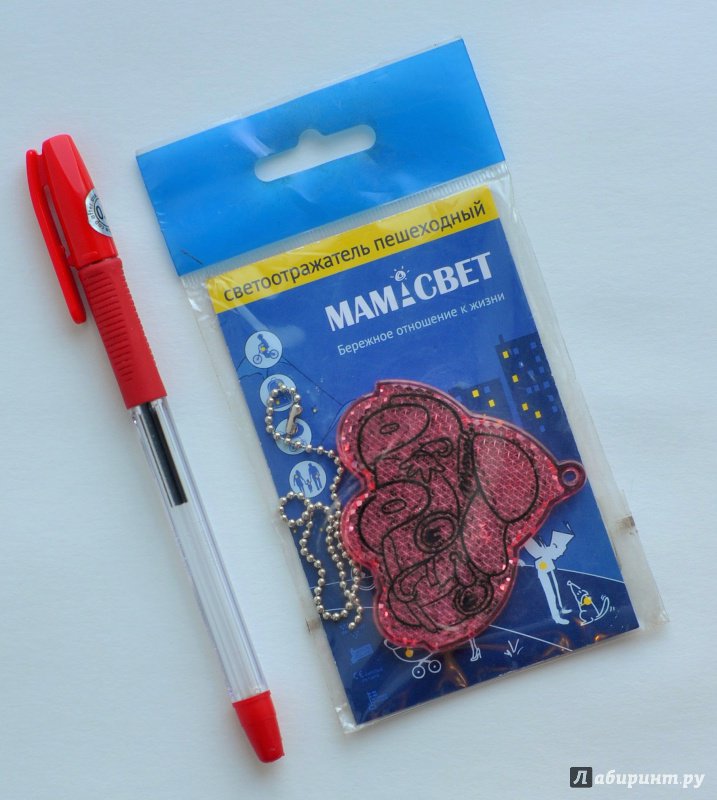 светоотражатель пешеходный
МАМАСВЕТ
Бережное отношение к жизни
Лабиринт.ру